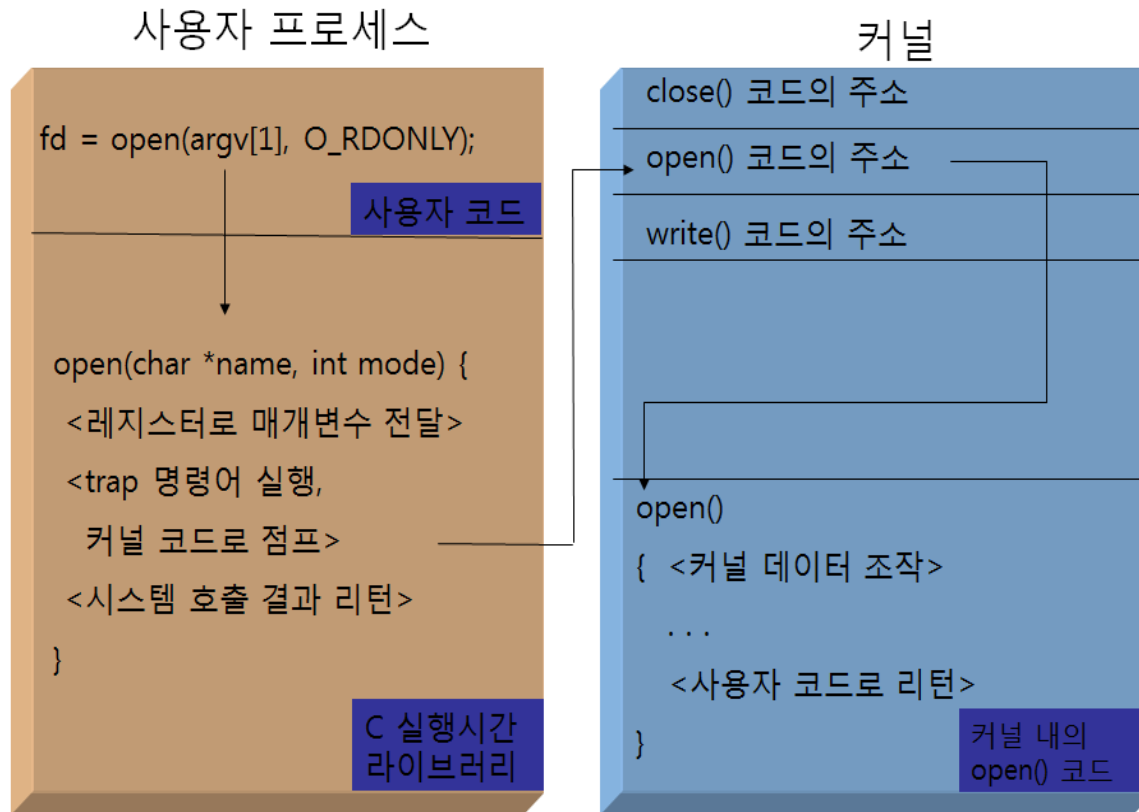 사용자 프로세스
fd = open(argv[1], O_RDONLY);
사용자 코드
open(char *name, int mode) {
<레지스터로 매개변수 전달>
<trap 명령어 실행,
커널 코드로 점프>
<시스템 호출 결과 리턴>
}
C 실행시간
라이브러리
커널
close() 코드의 주소
open() 코드의 주소
write() 코드의 주소
open()
{ <커널 데이터 조작>
. . .
<사용자 코드로 리턴>
}
커널 내의
open() 코드